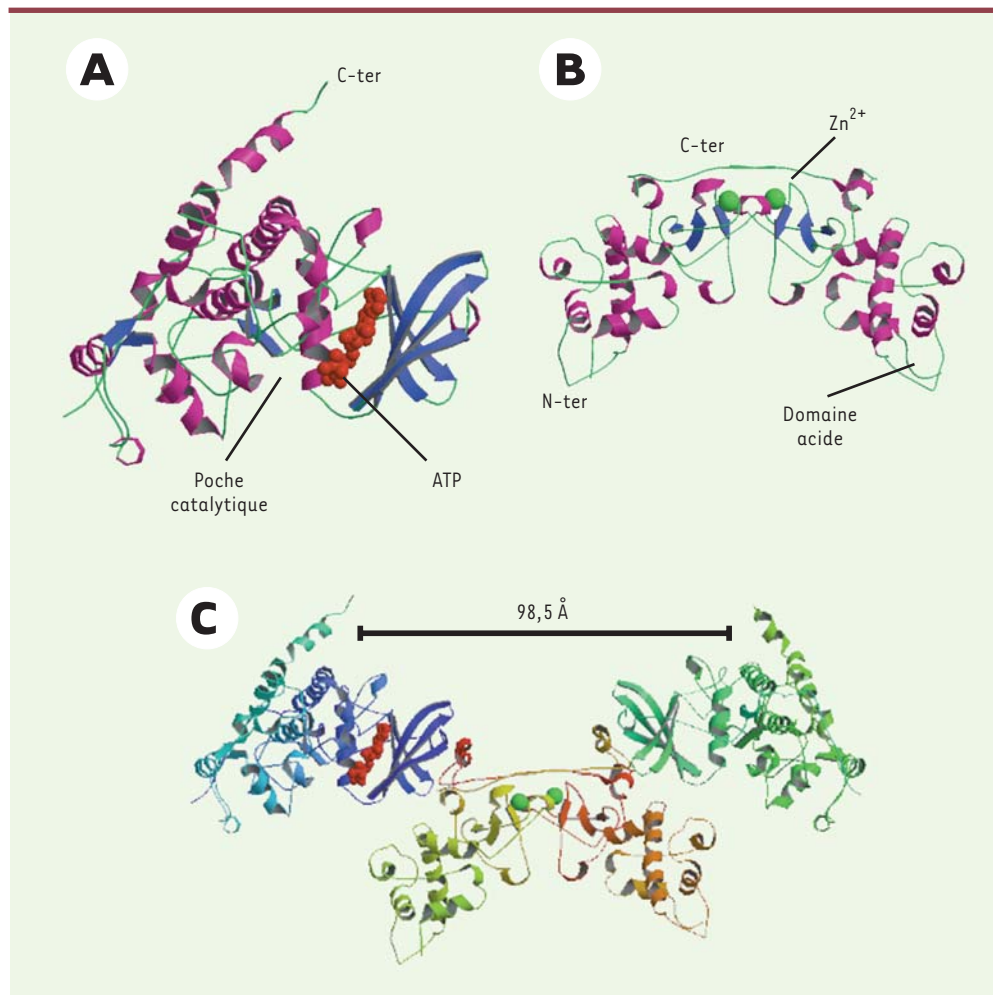 A
C-ter
Poche
catalytique
ATP
B
C-ter
Zn²⁺
N-ter
Domaine
acide
C
98,5 Å